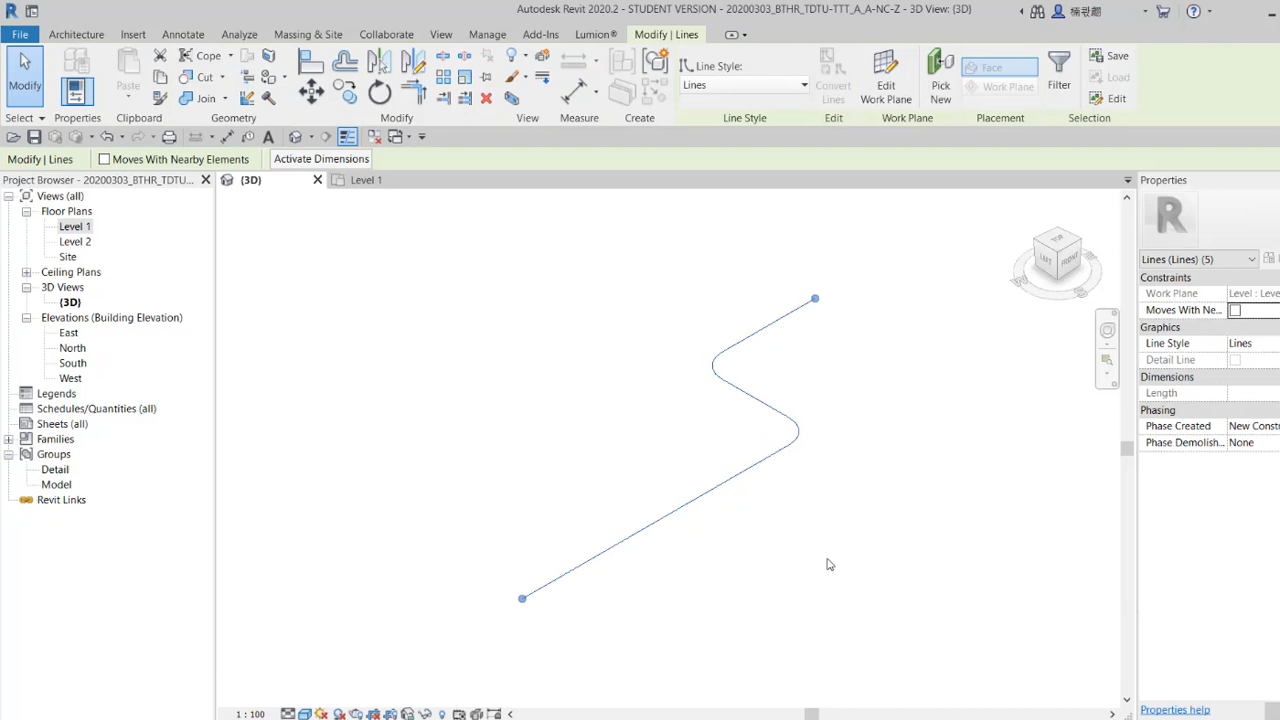 Autodesk Revit 2020.2 - STUDENT VERSION - 20200303_BTHR_TDTU-TTT_A_A-NC-Z - 3D View: {3D}
File Architecture Insert Annotate Analyze Massing & Site Collaborate View Manage Add-Ins Lumion® Modify | Lines
Modify
Select
Properties
Paste
Clipboard
Cope
Cut
Join
Geometry
Modify
View
Measure
Create
Line Style:
Lines
Line Style
Convert
Lines
Edit
Edit
Work Plane
Work Plane
Pick
New
Face
Work Plane
Placement
Filter
Save
Load
Edit
Selection
Modify | Lines
Moves With Nearby Elements
Activate Dimensions
Project Browser - 20200303_BTHR_TDTU...
Views (all)
Floor Plans
Level 1
Level 2
Site
Ceiling Plans
3D Views
{3D}
Elevations (Building Elevation)
East
North
South
West
Legends
Schedules/Quantities (all)
Sheets (all)
Families
Groups
Detail
Model
Revit Links
{3D}
Level 1
TOP
LEFT
FRONT
1 : 100
Properties
R
Lines (Lines) (5)
Constraints
Work Plane Level : Leve
Moves With Ne...
Graphics
Line Style Lines
Detail Line
Dimensions
Length
Phasing
Phase Created New Constr
Phase Demolish... None
Properties help